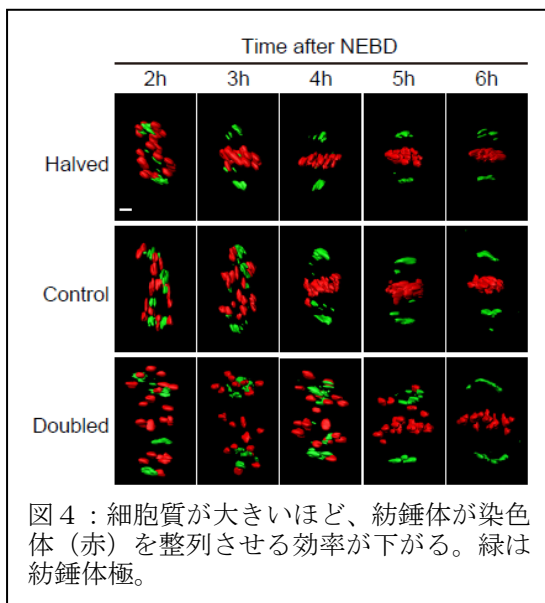 Time after NEBD
2h 3h 4h 5h 6h
Halved
Control
Doubled
図４：細胞質が大きいほど、紡錘体が染色
体（赤）を整列させる効率が下がる。緑は
紡錘体極。